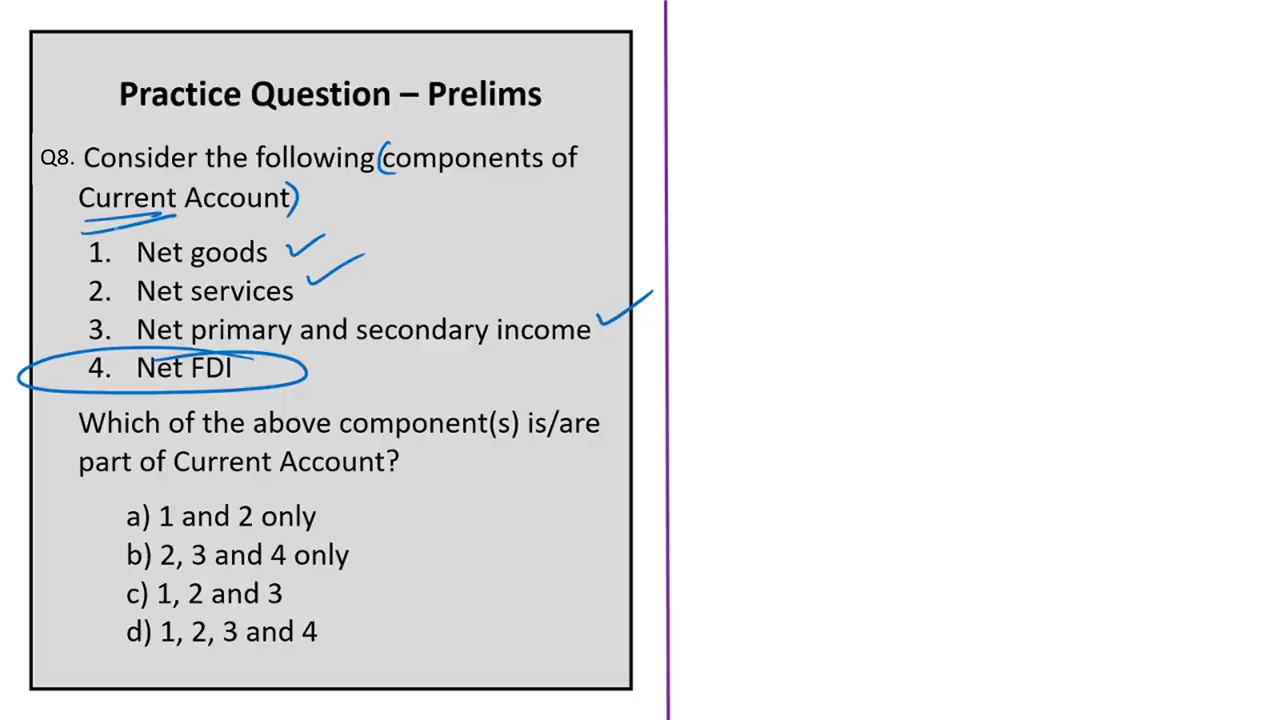 Practice Question – Prelims
Q8. Consider the following components of
Current Account
1. Net goods
2. Net services
3. Net primary and secondary income
4. Net FDI
Which of the above component(s) is/are
part of Current Account?
a) 1 and 2 only
b) 2, 3 and 4 only
c) 1, 2 and 3
d) 1, 2, 3 and 4